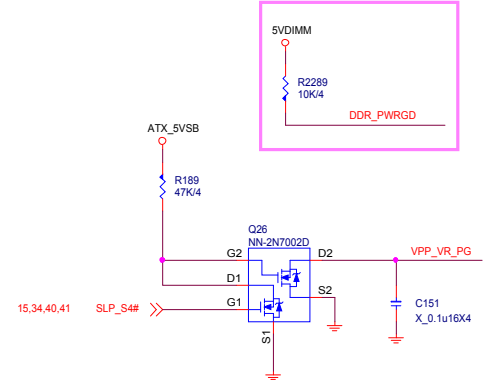 5VDIMM
R2289
10K/4
DDR_PWRGD
ATX_5VSB
R189
47K/4
Q26
NN-2N7002D
G2
D2
VPP_VR_PG
D1
S2
15,34,40,41
SLP_S4#
G1
C151
X_0.1u16X4
S1